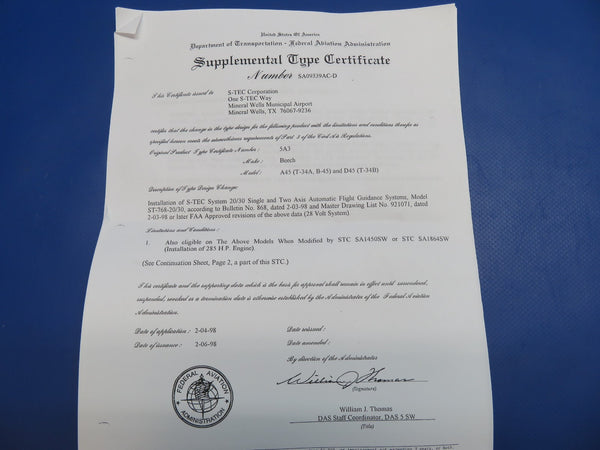 United States Of America
Department of Transportation - Federal Aviation Administration
Supplemental Type Certificate
Number SA09339AC-D
This Certificate issued to S-TEC Corporation
One S-TEC Way
Mineral Wells Municipal Airport
Mineral Wells, TX 76067-9236
certifies that the change in the type design for the following product with the limitations and conditions therefor as
specified hereon meets the airworthiness requirements of Part 3 of the Civil Air Regulations.
Original Product Type Certificate Number : 5A3
Make : Beech
Model : A45 (T-34A, B-45) and D45 (T-34B)
Description of Type Design Change:
Installation of S-TEC System 20/30 Single and Two Axis Automatic Flight Guidance Systems, Model
ST-768-20/30, according to Bulletin No. 868, dated 2-03-98 and Master Drawing List No. 921071, dated
2-03-98 or later FAA Approved revisions of the above data (28 Volt System)
Limitations and Conditions :
1. Also eligible on The Above Models When Modified by STC SA1450SW or STC SA1864SW
(Installation of 285 H.P. Engine)
(See Continuation Sheet, Page 2, a part of this STC.)
This certificate and the supporting data which is the basis for approval shall remain in effect until surrendered,
suspended, revoked or a termination date is otherwise established by the Administrator of the Federal Aviation
Administration.
Date of application : 2-04-98
Date reissued :
Date of issuance : 2-06-98
Date amended :
By direction of the Administrator
FEDERAL AVIATION
ADMINISTRATION
William J Thomas
(Signature)
William J. Thomas
DAS Staff Coordinator, DAS 5 SW
(Title)